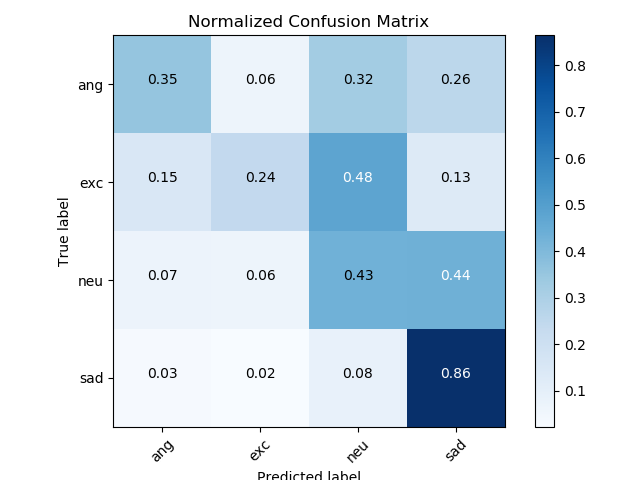 Normalized Confusion Matrix
True label
ang 0.35 0.06 0.32 0.26
exc 0.15 0.24 0.48 0.13
neu 0.07 0.06 0.43 0.44
sad 0.03 0.02 0.08 0.86
ang exc neu sad
Predicted label
0.8
0.7
0.6
0.5
0.4
0.3
0.2
0.1